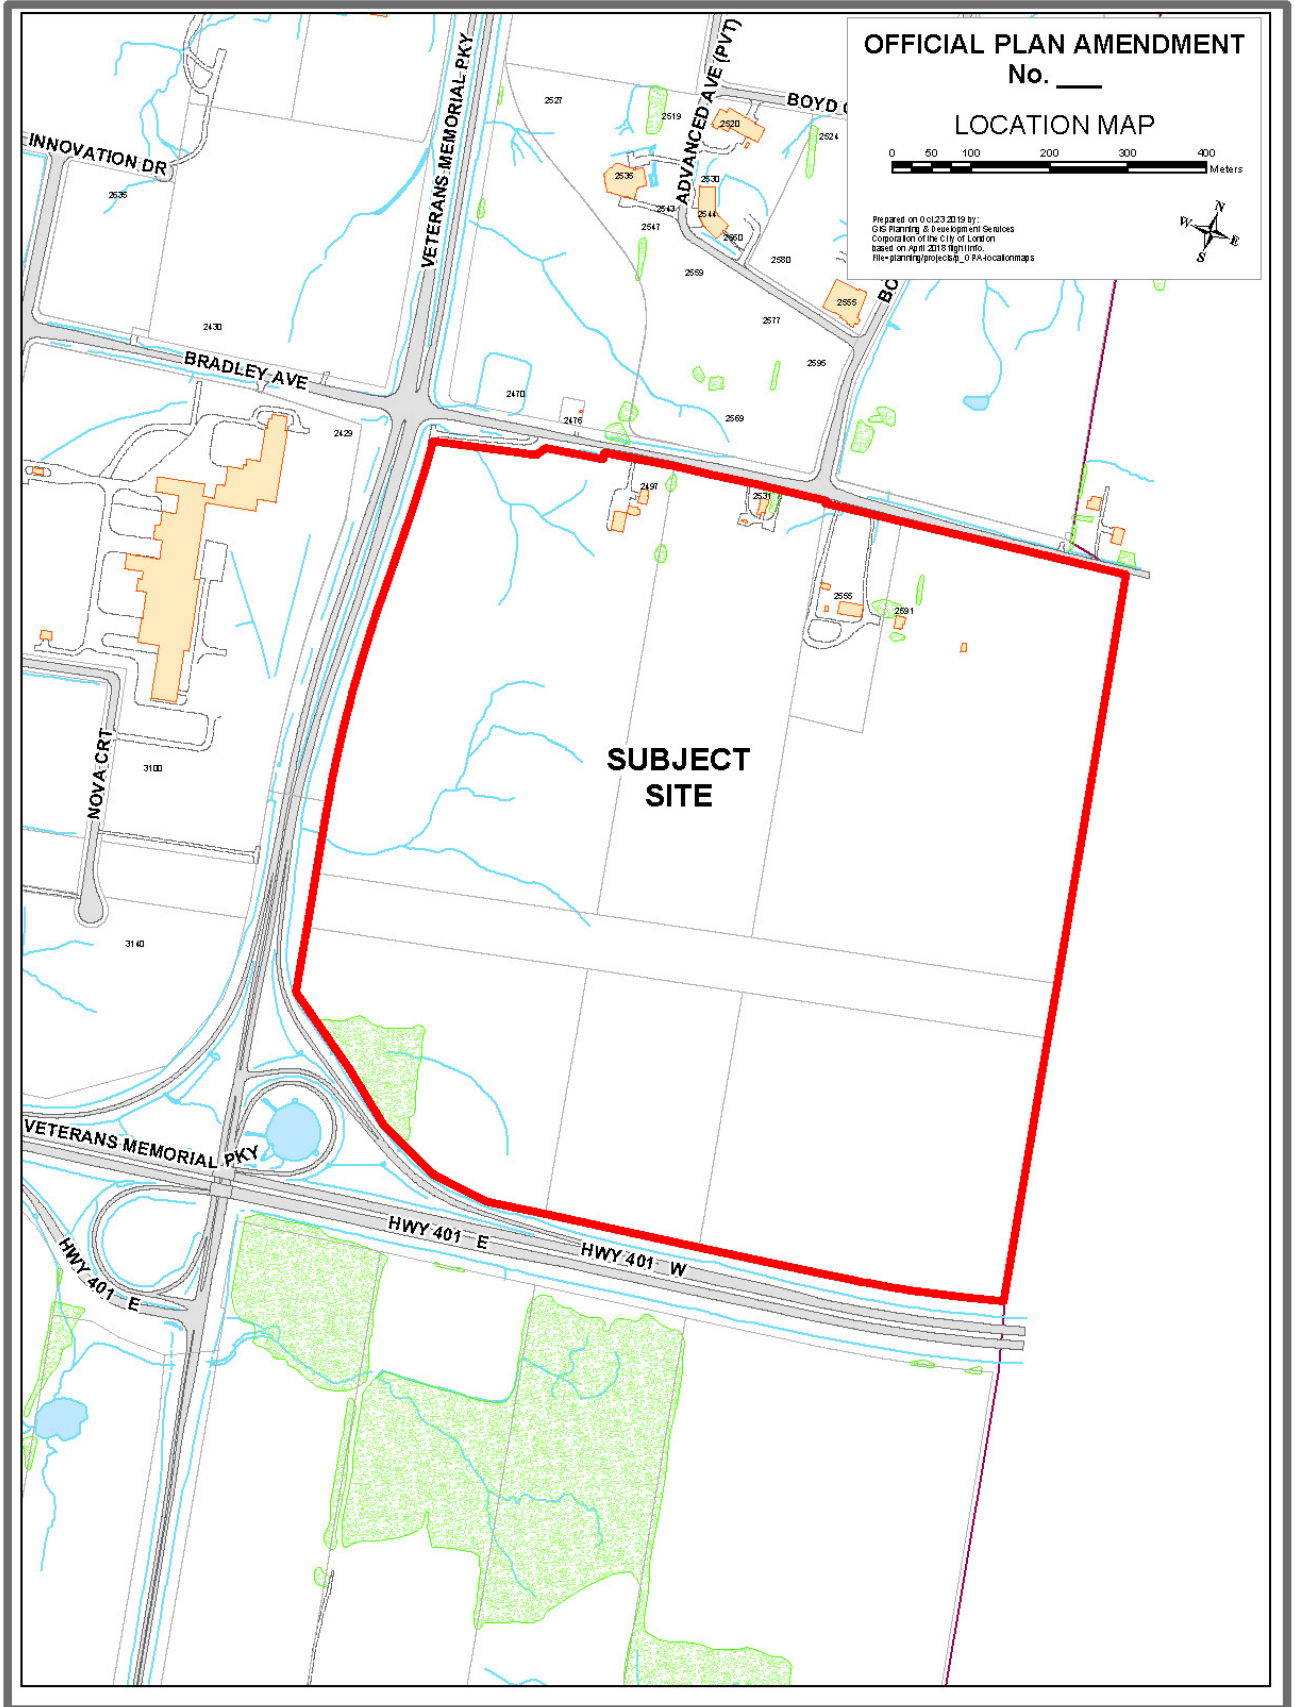 OFFICIAL PLAN AMENDMENT
No. ___
LOCATION MAP
0 50 100 200 300 400
Meters
Prepared on Oct 23 2019 by:
GIS Planning & Development Services
Corporation of the City of London
based on April 2018 flight info.
N
W E
S
INNOVATION DR
VETERANS MEMORIAL PKY
ADVANCED AVE (PVT)
BOYD
BO
BRADLEY AVE
2527
2519
2520
2524
2535
2530
2543
2544
2547
2550
2559
2580
2555
2577
2595
2569
2635
2430
2429
2470
2476
2497
2531
2555
2591
SUBJECT
SITE
NOVA CRT
3100
3140
VETERANS MEMORIAL PKY
HWY 401 E
HWY 401 W
HWY 401 E